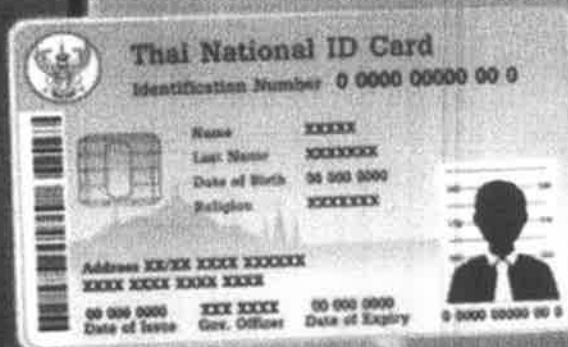 Thai National ID Card
Identification Number 0 0000 00000 00 0
Name XXXXX
Last Name XXXXXXX
Date of Birth 00 000 0000
Religion XXXXXXX
Address XX/XX XXXX XXXXXX
XXXX XXXX XXXX XXXX
00 000 0000 XXX XXXX 00 000 0000
Date of Issue Gov. Officer Date of Expiry
0 0000 00000 00 0